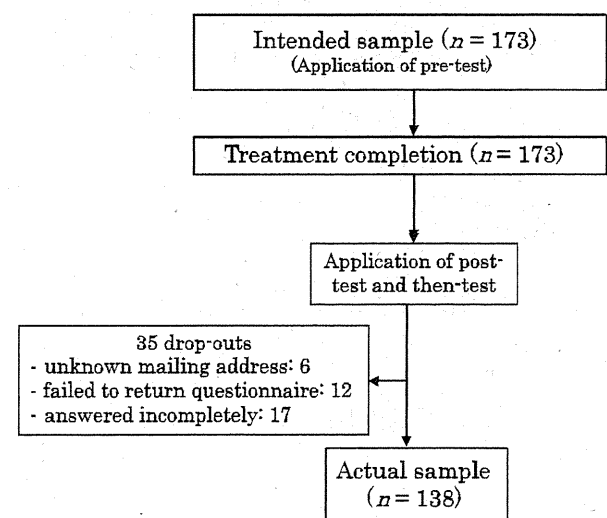 Intended sample (n = 173)
(Application of pre-test)
Treatment completion (n = 173)
Application of post-
test and then-test
35 drop-outs
- unknown mailing address: 6
- failed to return questionnaire: 12
- answered incompletely: 17
Actual sample
(n = 138)